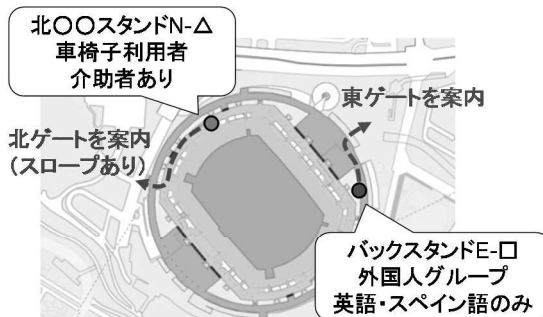 北〇〇スタンドN-△
車椅子利用者
介助者あり
東ゲートを案内
北ゲートを案内
(スロープあり)
バックスタンドE-□
外国人グループ
英語・スペイン語のみ